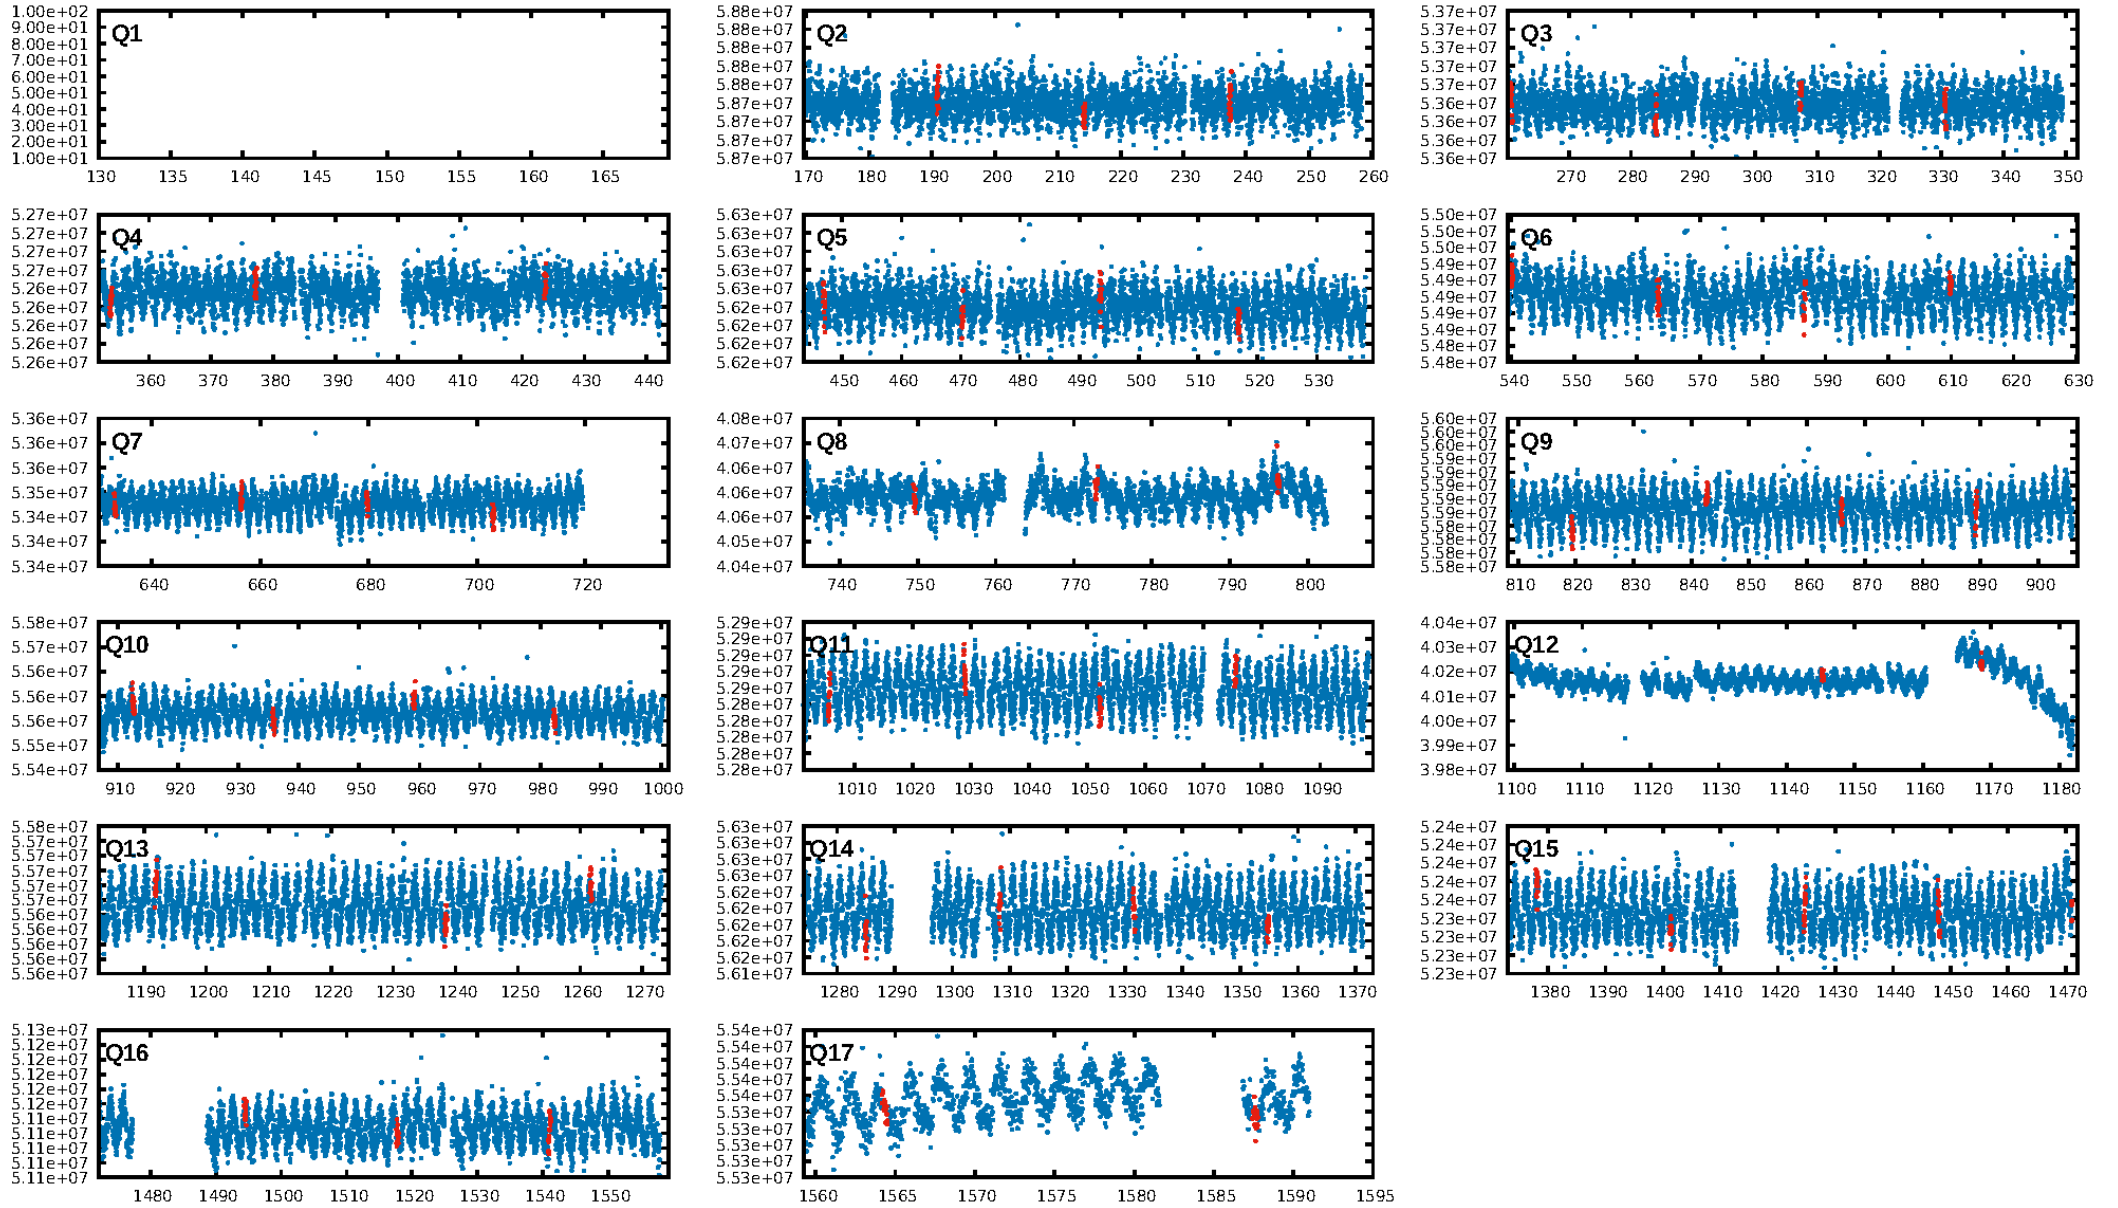 1.00e+02
9.00e+01
8.00e+01
7.00e+01
6.00e+01
5.00e+01
4.00e+01
3.00e+01
2.00e+01
1.00e+01
Q1
130 135 140 145 150 155 160 165
5.88e+07
5.88e+07
5.88e+07
5.88e+07
5.88e+07
5.87e+07
5.87e+07
5.87e+07
5.87e+07
Q2
170 180 190 200 210 220 230 240 250 260
5.37e+07
5.37e+07
5.37e+07
5.37e+07
5.37e+07
5.36e+07
5.36e+07
5.36e+07
5.36e+07
Q3
270 280 290 300 310 320 330 340 350
5.27e+07
5.27e+07
5.27e+07
5.27e+07
5.26e+07
5.26e+07
5.26e+07
5.26e+07
5.26e+07
Q4
360 370 380 390 400 410 420 430 440
5.63e+07
5.63e+07
5.63e+07
5.63e+07
5.63e+07
5.62e+07
5.62e+07
5.62e+07
5.62e+07
Q5
450 460 470 480 490 500 510 520 530
5.50e+07
5.50e+07
5.50e+07
5.49e+07
5.49e+07
5.49e+07
5.49e+07
5.49e+07
5.48e+07
5.48e+07
Q6
540 550 560 570 580 590 600 610 620 630
5.36e+07
5.36e+07
5.36e+07
5.35e+07
5.34e+07
5.34e+07
5.34e+07
Q7
640 660 680 700 720
4.08e+07
4.07e+07
4.06e+07
4.06e+07
4.06e+07
4.05e+07
4.04e+07
Q8
740 750 760 770 780 790 800
5.60e+07
5.60e+07
5.60e+07
5.59e+07
5.59e+07
5.59e+07
5.59e+07
5.59e+07
5.58e+07
5.58e+07
5.58e+07
5.58e+07
Q9
810 820 830 840 850 860 870 880 890 900
5.58e+07
5.57e+07
5.56e+07
5.56e+07
5.56e+07
5.55e+07
5.54e+07
Q10
910 920 930 940 950 960 970 980 990 1000
5.29e+07
5.29e+07
5.29e+07
5.29e+07
5.29e+07
5.28e+07
5.28e+07
5.28e+07
5.28e+07
5.28e+07
Q11
1010 1020 1030 1040 1050 1060 1070 1080 1090
4.04e+07
4.03e+07
4.02e+07
4.01e+07
4.00e+07
3.99e+07
3.98e+07
Q12
1100 1110 1120 1130 1140 1150 1160 1170 1180
5.58e+07
5.57e+07
5.57e+07
5.57e+07
5.57e+07
5.56e+07
5.56e+07
5.56e+07
5.56e+07
5.56e+07
5.56e+07
Q13
1190 1200 1210 1220 1230 1240 1250 1260 1270
5.63e+07
5.63e+07
5.63e+07
5.63e+07
5.62e+07
5.62e+07
5.62e+07
5.62e+07
5.62e+07
5.61e+07
Q14
1280 1290 1300 1310 1320 1330 1340 1350 1360 1370
5.24e+07
5.24e+07
5.24e+07
5.24e+07
5.24e+07
5.23e+07
5.23e+07
5.23e+07
5.23e+07
Q15
1380 1390 1400 1410 1420 1430 1440 1450 1460 1470
5.13e+07
5.12e+07
5.12e+07
5.12e+07
5.12e+07
5.12e+07
5.11e+07
5.11e+07
5.11e+07
5.11e+07
5.11e+07
Q16
1480 1490 1500 1510 1520 1530 1540 1550
5.54e+07
5.54e+07
5.54e+07
5.54e+07
5.54e+07
5.53e+07
5.53e+07
5.53e+07
5.53e+07
5.53e+07
Q17
1560 1565 1570 1575 1580 1585 1590 1595